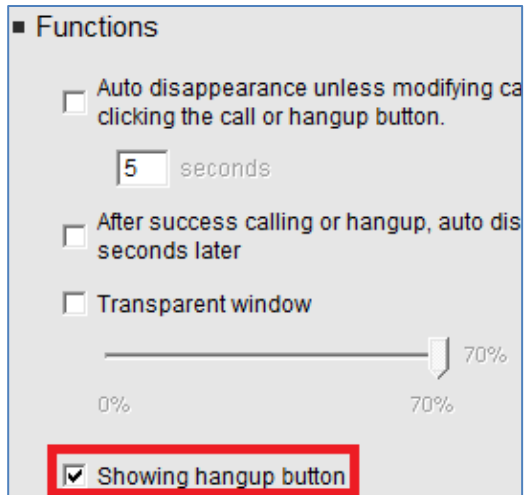 Functions
Auto disappearance unless modifying ca
clicking the call or hangup button.
5 seconds
After success calling or hangup, auto dis
seconds later
Transparent window
70%
0% 70%
Showing hangup button